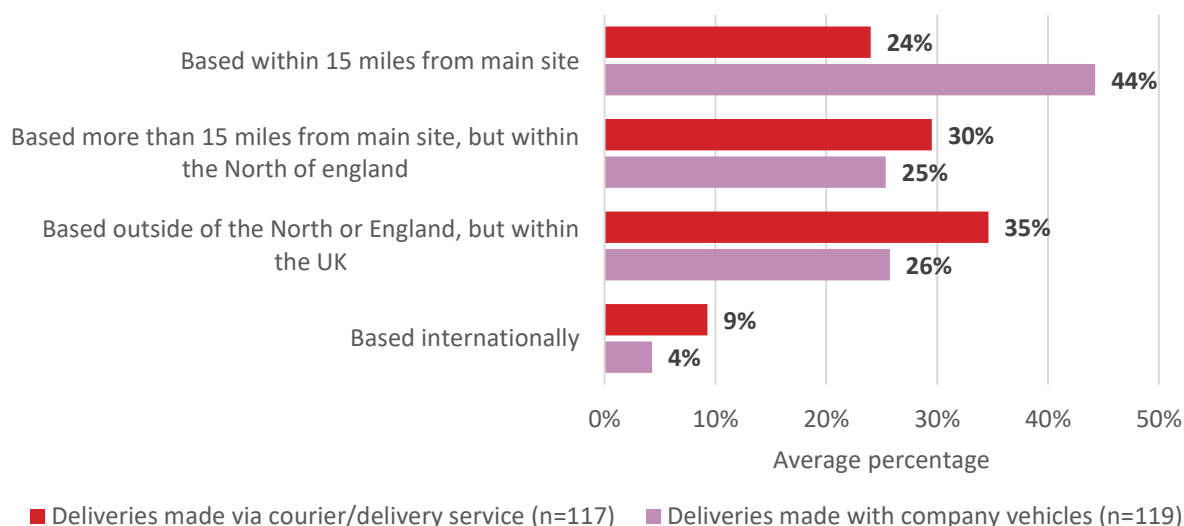 Based within 15 miles from main site
24%
44%
Based more than 15 miles from main site, but within
the North of england
30%
25%
Based outside of the North or England, but within
the UK
35%
26%
Based internationally
9%
4%
0% 10% 20% 30% 40% 50%
Average percentage
Deliveries made via courier/delivery service (n=117) Deliveries made with company vehicles (n=119)